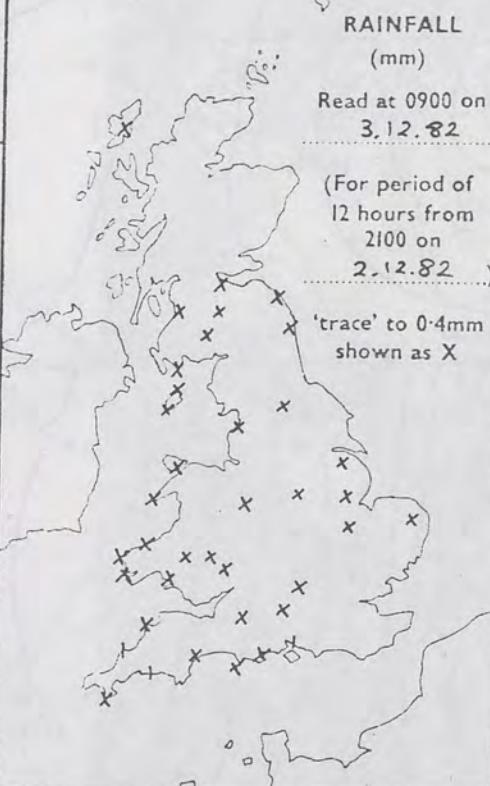 RAINFALL
(mm)
Read at 0900 on
3.12.82
(For period of
12 hours from
2100 on
2.12.82 )
'trace' to 0·4mm
shown as X